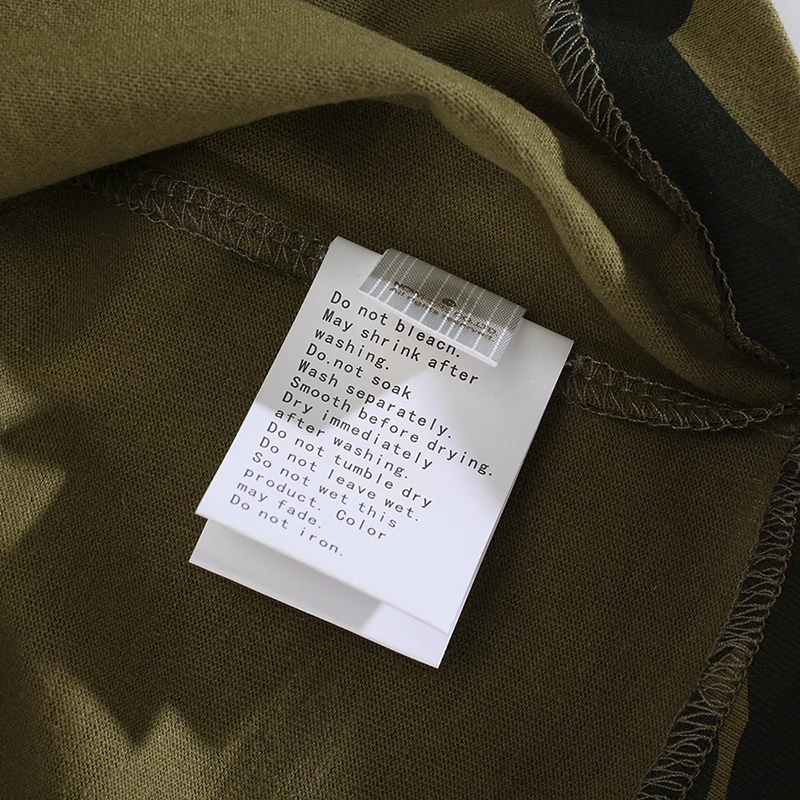 Do not bleach.
May shrink after
washing.
Do.not soak
Wash separately.
Smooth before drying.
Dry immediately
after washing.
Do not tumble dry
Do not leave wet.
So not wet this
product. Color
may fade.
Do not iron.